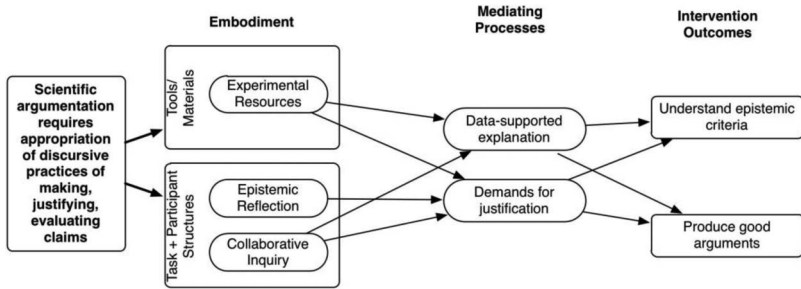 Embodiment
Mediating
Processes
Intervention
Outcomes
Scientific
argumentation
requires
appropriation
of discursive
practices of
making,
justifying,
evaluating
claims
Tools/
Materials
Experimental
Resources
Task + Participant
Structures
Epistemic
Reflection
Collaborative
Inquiry
Data-supported
explanation
Demands for
justification
Understand epistemic
criteria
Produce good
arguments